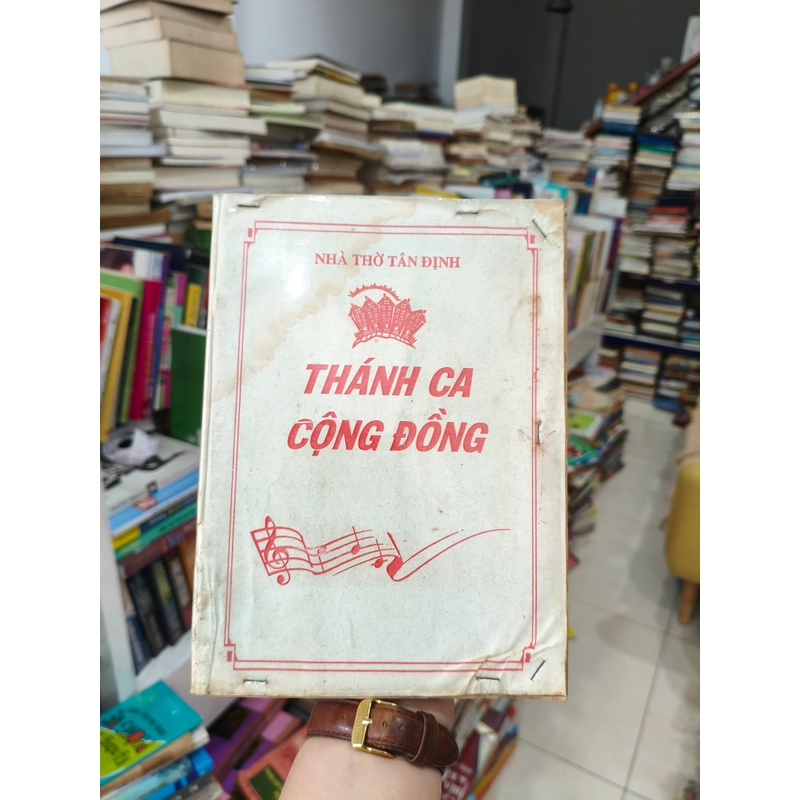 NHÀ THỜ TÂN ĐỊNH
THÁNH CA
CỘNG ĐỒNG